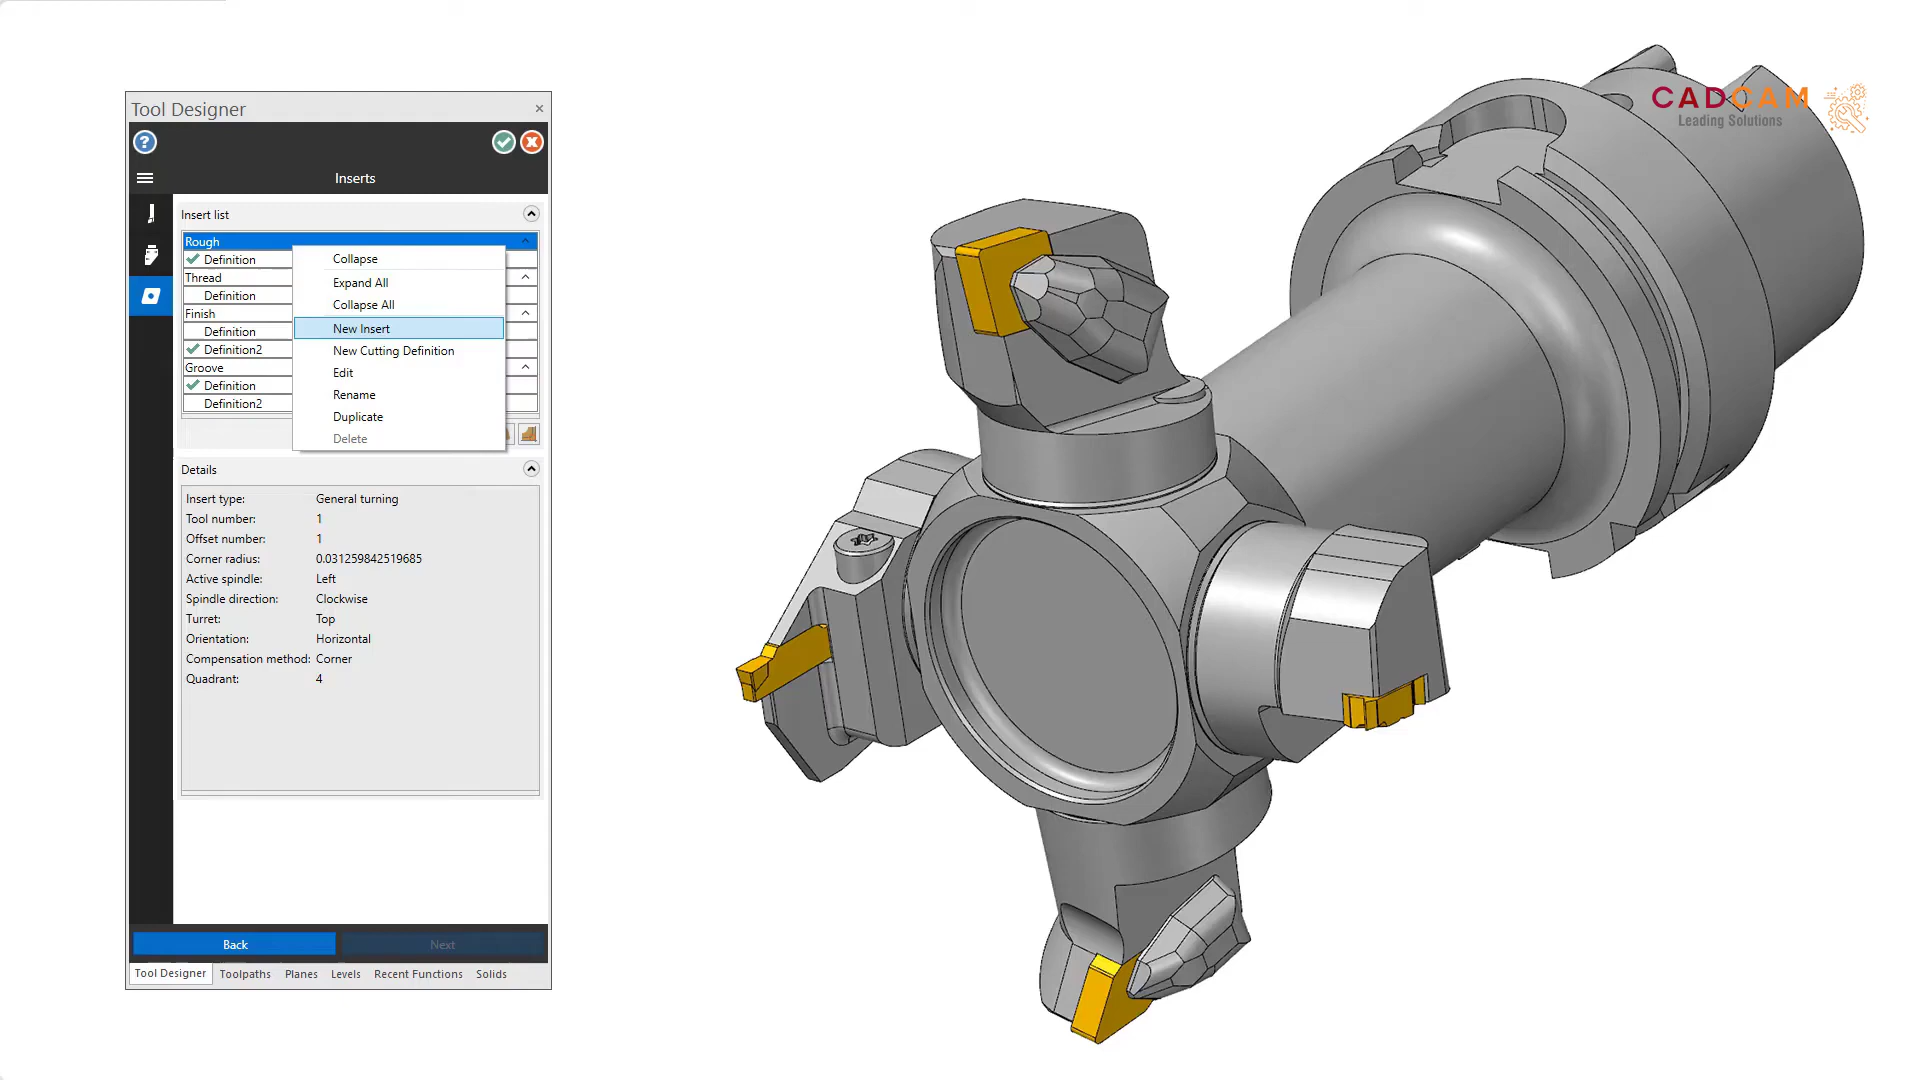 CADCAM
Leading Solutions
Tool Designer
×
?
Inserts
Insert list
Rough
Definition
Thread
Definition
Finish
Definition
Definition2
Groove
Definition
Definition2
Collapse
Expand All
Collapse All
New Insert
New Cutting Definition
Edit
Rename
Duplicate
Delete
Details
Insert type: General turning
Tool number: 1
Offset number: 1
Corner radius: 0.031259842519685
Active spindle: Left
Spindle direction: Clockwise
Turret: Top
Orientation: Horizontal
Compensation method: Corner
Quadrant: 4
Back Next
Tool Designer Toolpaths Planes Levels Recent Functions Solids